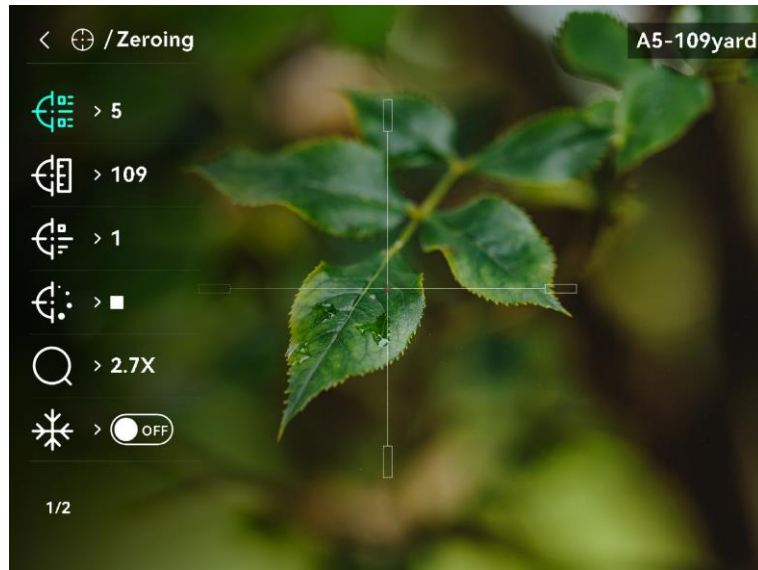 /Zeroing
A5-109yard
> 5
> 109
> 1
>
> 2.7X
> OFF
1/2